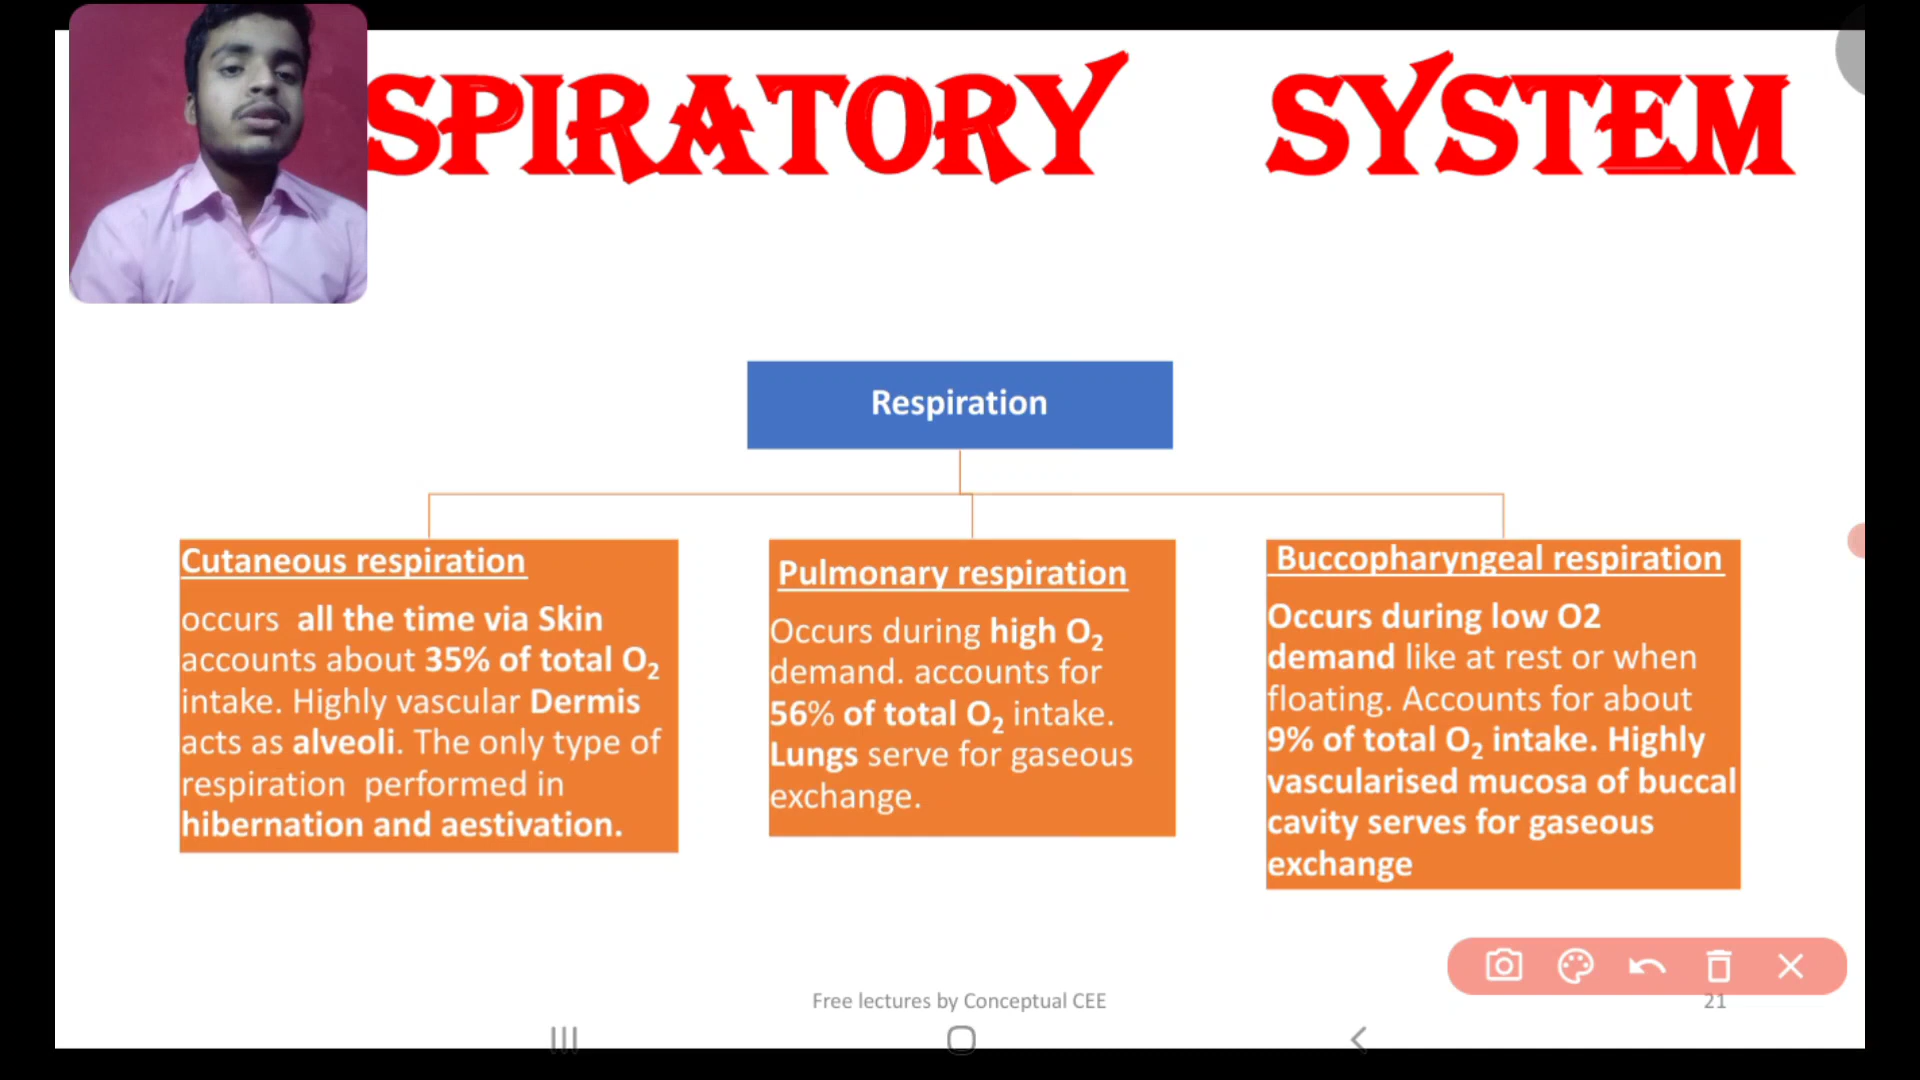 SPIRATORY SYSTEM
Respiration
Cutaneous respiration
occurs all the time via Skin
accounts about 35% of total O₂
intake. Highly vascular Dermis
acts as alveoli. The only type of
respiration performed in
hibernation and aestivation.
Pulmonary respiration
Occurs during high O₂
demand. accounts for
56% of total O₂ intake.
Lungs serve for gaseous
exchange.
Buccopharyngeal respiration
Occurs during low O2
demand like at rest or when
floating. Accounts for about
9% of total O₂ intake. Highly
vascularised mucosa of buccal
cavity serves for gaseous
exchange
Free lectures by Conceptual CEE
21